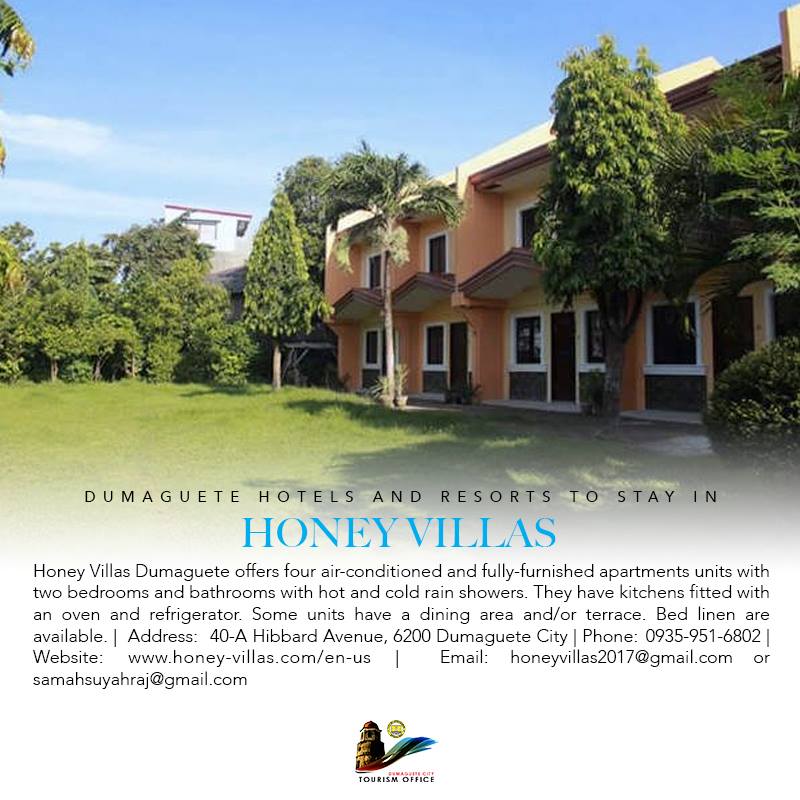 DUMAGUETE HOTELS AND RESORTS TO STAY IN
HONEY VILLAS
Honey Villas Dumaguete offers four air-conditioned and fully-furnished apartments units with
two bedrooms and bathrooms with hot and cold rain showers. They have kitchens fitted with
an oven and refrigerator. Some units have a dining area and/or terrace. Bed linen are
available. | Address: 40-A Hibbard Avenue, 6200 Dumaguete City | Phone: 0935-951-6802 |
Website: www.honey-villas.com/en-us | Email: honeyvillas2017@gmail.com or
samahsuyahraj@gmail.com
DUMAGUETE CITY
TOURISM OFFICE